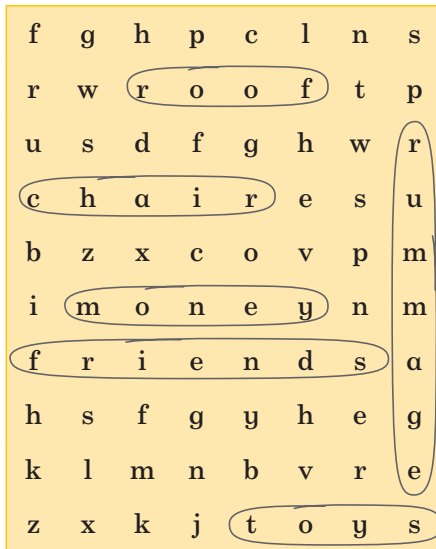 f g h p c l n s
r w r o o f t p
u s d f g h w r
c h a i r e s u
b z x c o v p m
i m o n e y n m
f r i e n d s a
h s f g y h e g
k l m n b v r e
z x k j t o y s